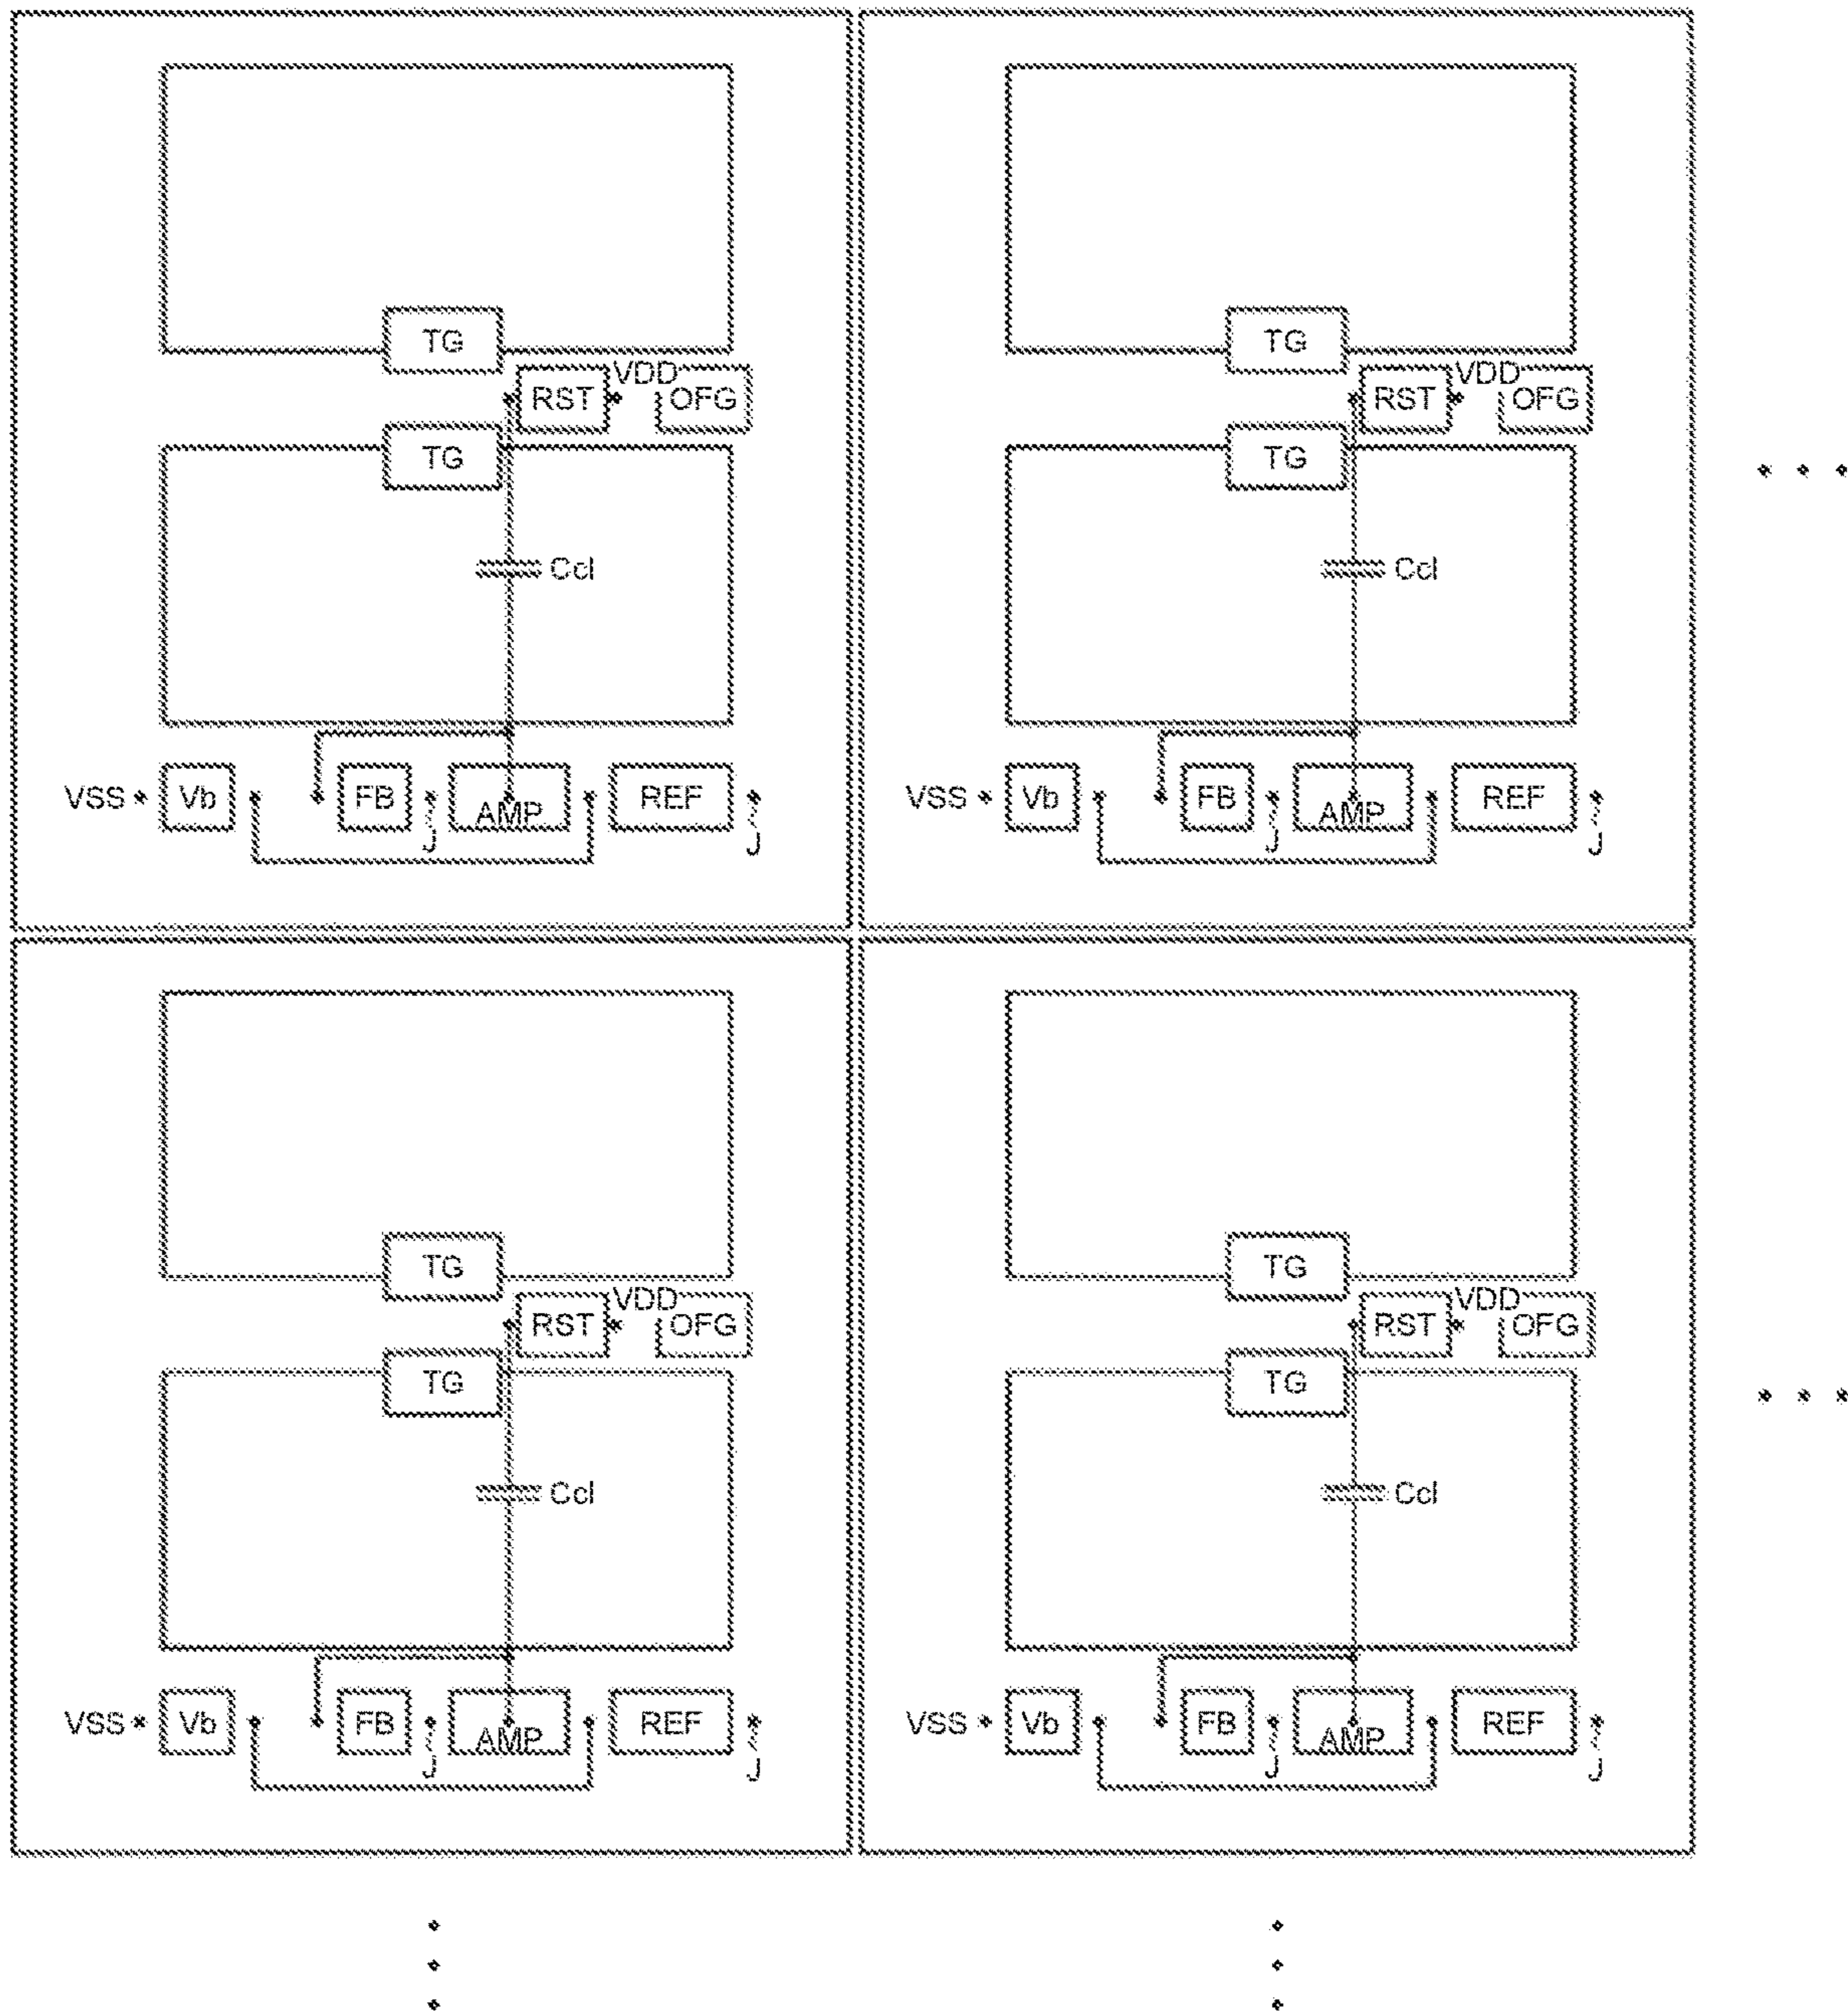 TG TG
VDD VDD
RST OFG RST OFG
TG TG
Ccl Ccl
VSS Vb FB AMP REF VSS Vb FB AMP REF
J J J J
TG TG
VDD VDD
RST OFG RST OFG
TG TG
Ccl Ccl
VSS Vb FB AMP REF VSS Vb FB AMP REF
J J J J